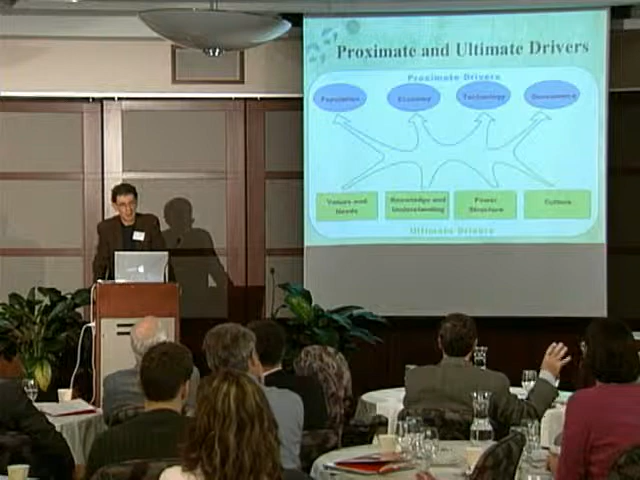 Proximate and Ultimate Drivers
Proximate Drivers
Population Economy Technology Governance
Values and Needs
Knowledge and Understanding
Power Structure
Culture
Ultimate Drivers